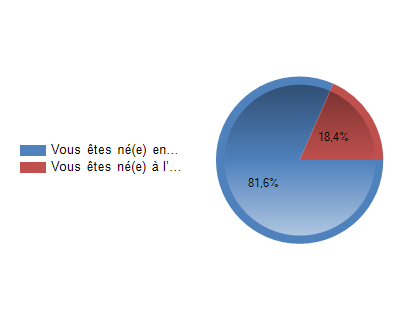 Vous êtes né(e) en...
Vous êtes né(e) à l'...
18,4%
81,6%